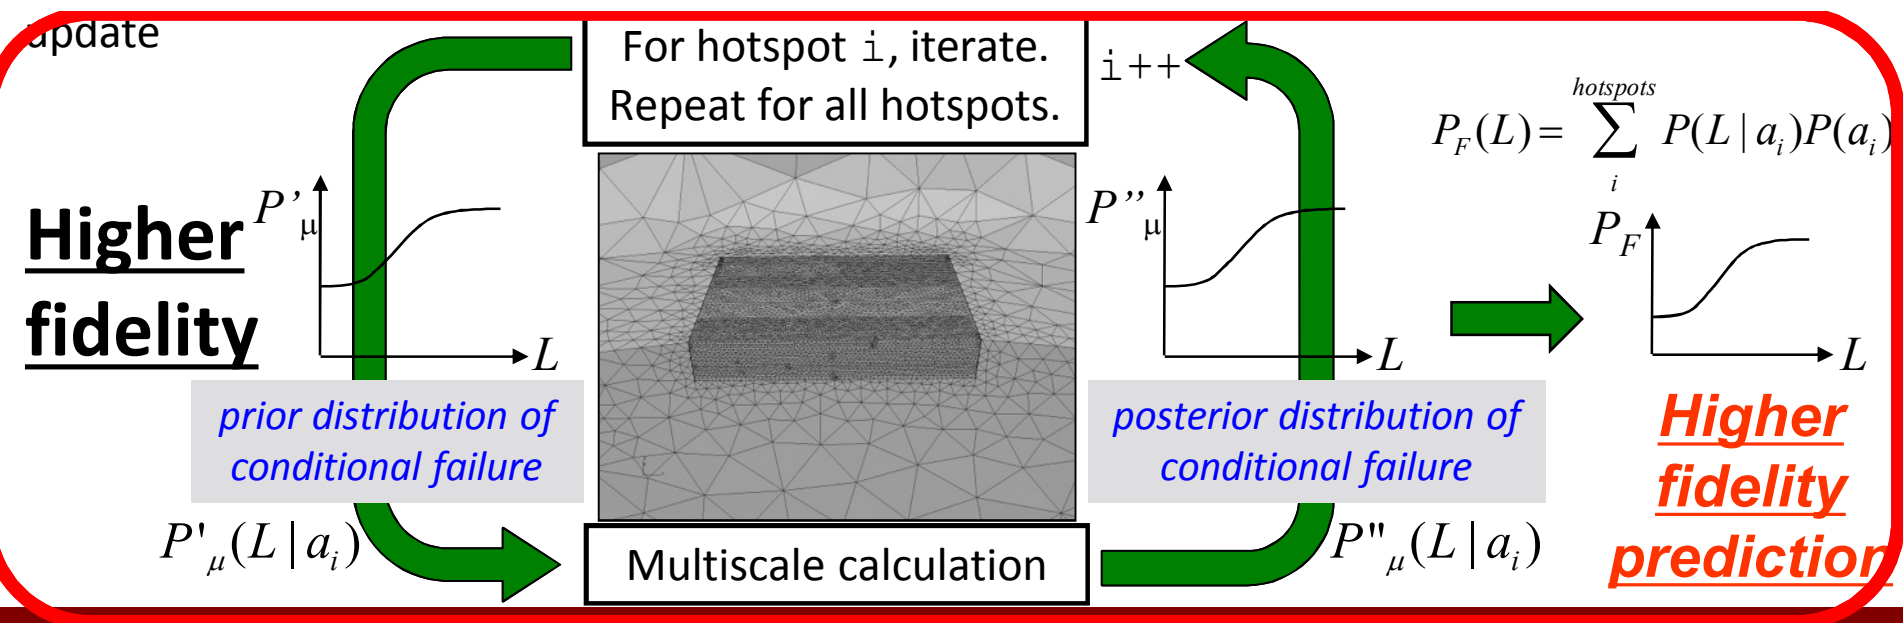 update
For hotspot i, iterate.
Repeat for all hotspots.
i++
P_F(L) = \sum_{i}^{hotspots} P(L | a_i)P(a_i)
Higher
fidelity
P'_μ
L
P''_μ
L
P_F
L
prior distribution of
conditional failure
posterior distribution of
conditional failure
Higher
fidelity
prediction
P'_μ(L | a_i)
Multiscale calculation
P"_μ(L | a_i)